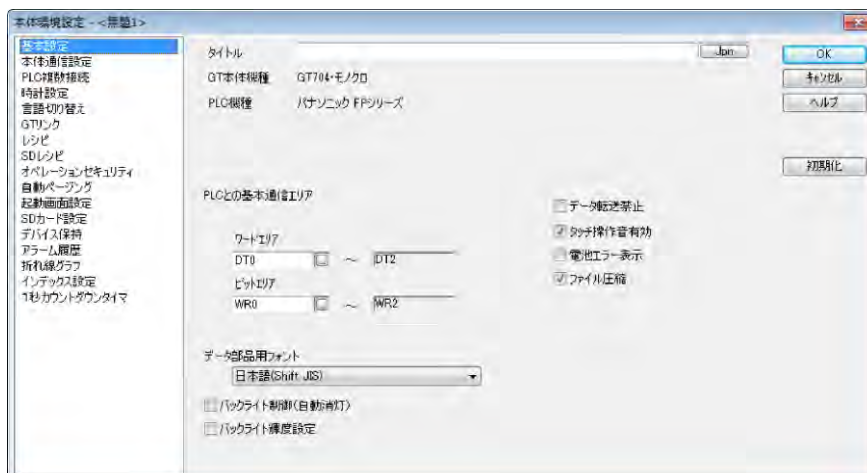 本体環境設定 - <無題1>
基本設定
本体通信設定
PLC複数接続
時計設定
言語切り替え
GTリンク
レシピ
SDレシピ
オペレーションセキュリティ
自動ページング
起動画面設定
SDカード設定
デバイス保持
アラーム履歴
折れ線グラフ
インデックス設定
1秒カウントダウンタイマ
タイトル
Jpn
GT本体機種 GT704・モノクロ
PLC機種 パナソニック FPシリーズ
PLCとの基本通信エリア
ワードエリア
DT0 ～ DT2
ビットエリア
WR0 ～ WR2
データ部品用フォント
日本語(Shift JIS)
バックライト制御(自動消灯)
バックライト輝度設定
データ転送禁止
タッチ操作音有効
電池エラー表示
ファイル圧縮
OK
キャンセル
ヘルプ
初期化